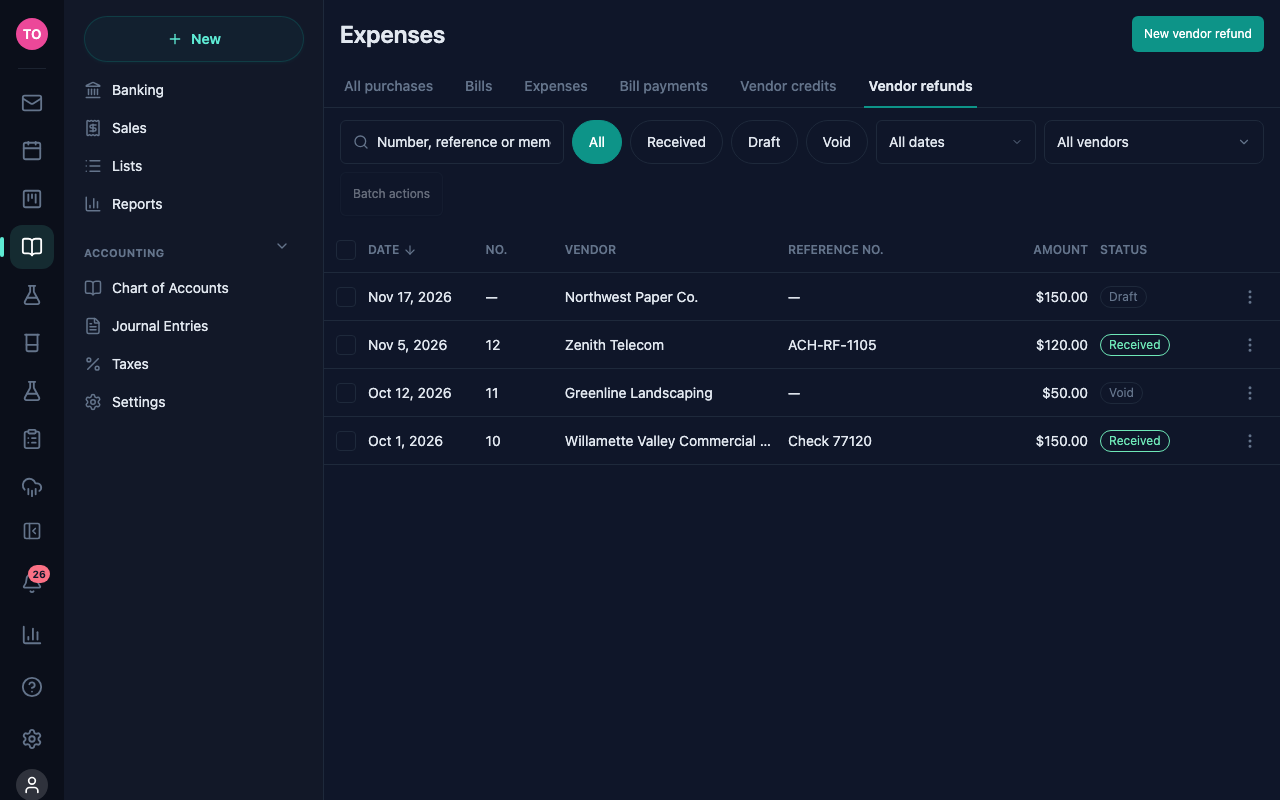 TO
New
Banking
Sales
Lists
Reports
ACCOUNTING
Chart of Accounts
Journal Entries
Taxes
Settings
26
Expenses
New vendor refund
All purchases Bills Expenses Bill payments Vendor credits Vendor refunds
Number, reference or mem All Received Draft Void All dates All vendors
Batch actions
DATE NO. VENDOR REFERENCE NO. AMOUNT STATUS
Nov 17, 2026 — Northwest Paper Co. — $150.00 Draft
Nov 5, 2026 12 Zenith Telecom ACH-RF-1105 $120.00 Received
Oct 12, 2026 11 Greenline Landscaping — $50.00 Void
Oct 1, 2026 10 Willamette Valley Commercial ... Check 77120 $150.00 Received